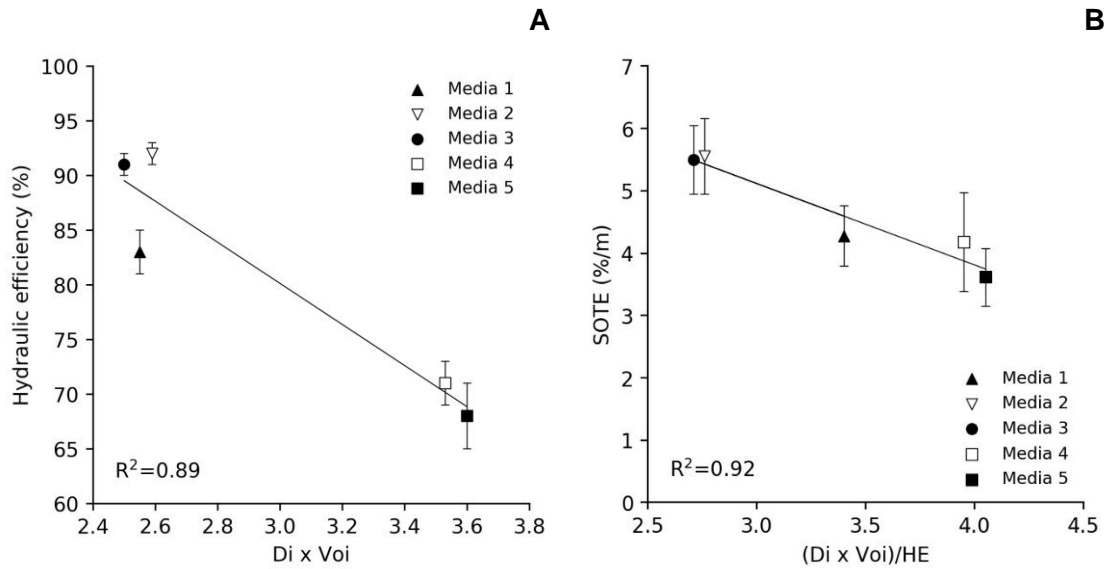 A
100
95
90
85
80
75
70
65
60
Hydraulic efficiency (%)
Media 1
Media 2
Media 3
Media 4
Media 5
R²=0.89
2.4 2.6 2.8 3.0 3.2 3.4 3.6 3.8
Di x Voi
B
7
6
5
4
3
2
1
0
SOTE (%/m)
Media 1
Media 2
Media 3
Media 4
Media 5
R²=0.92
2.5 3.0 3.5 4.0 4.5
(Di x Voi)/HE